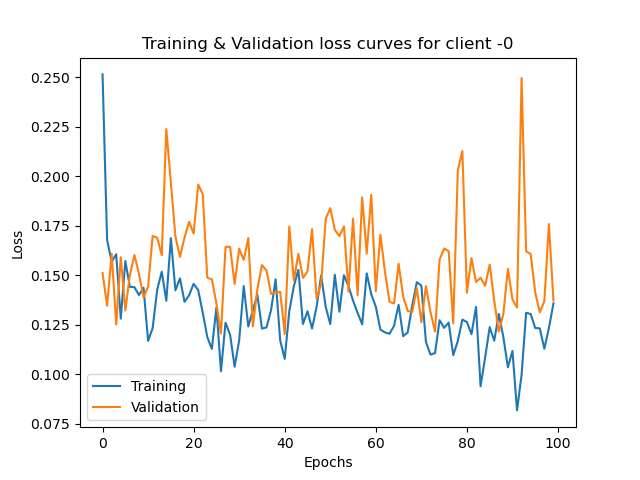 Training & Validation loss curves for client -0
0.250
0.225
0.200
0.175
0.150
0.125
0.100
0.075
Loss
Training
Validation
0 20 40 60 80 100
Epochs